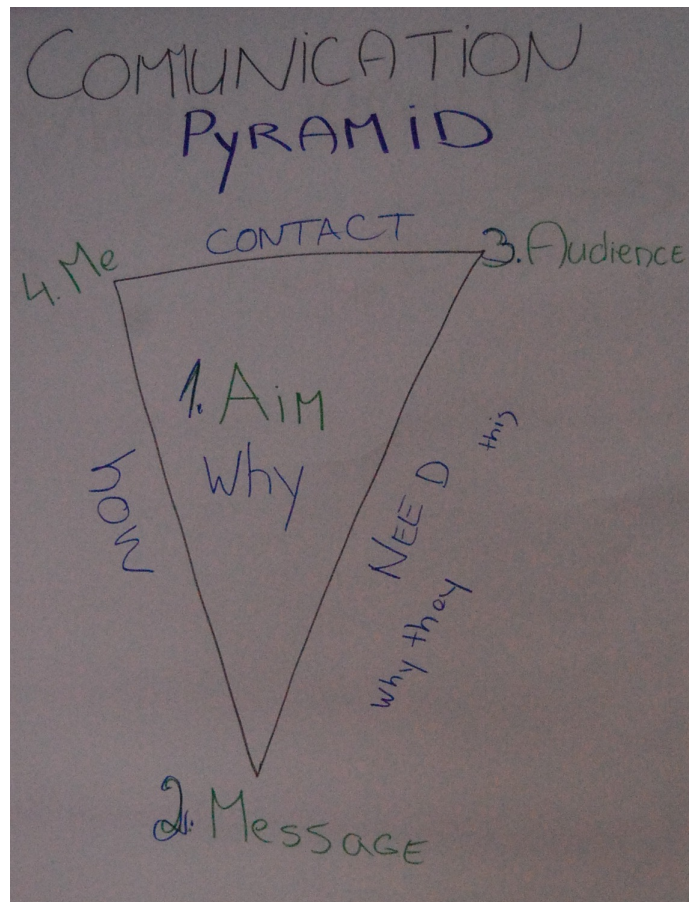 COMUNiCATiON
PyRAMiD
CONTACT
4. Me
3. Audience
1. AiM
Why
how
NEED
this
why they
2. MessaGE